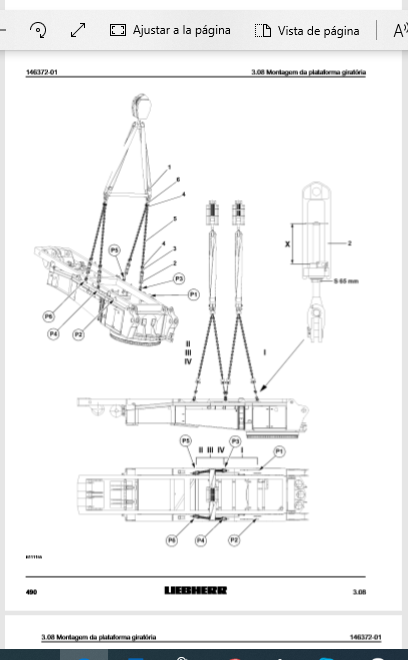 Ajustar a la página
Vista de página
A
146372-01
3.08 Montagem da plataforma giratória
1
6
4
5
P5
4
3
2
P3
P1
P6
P4
P2
X
2
S 65 mm
II
III
IV
I
P5
II III IV I
P3
P1
P6
P4
P2
490
LIEBHERR
3.08
3.08 Montagem da plataforma giratória
146372-01